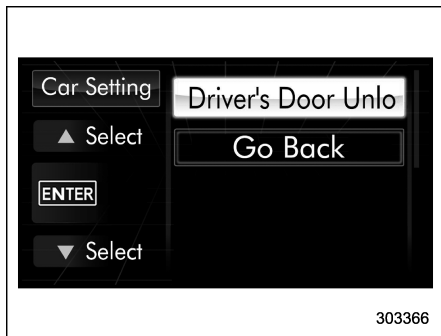 Car Setting
▲ Select
ENTER
▼ Select
Driver's Door Unlo
Go Back
303366